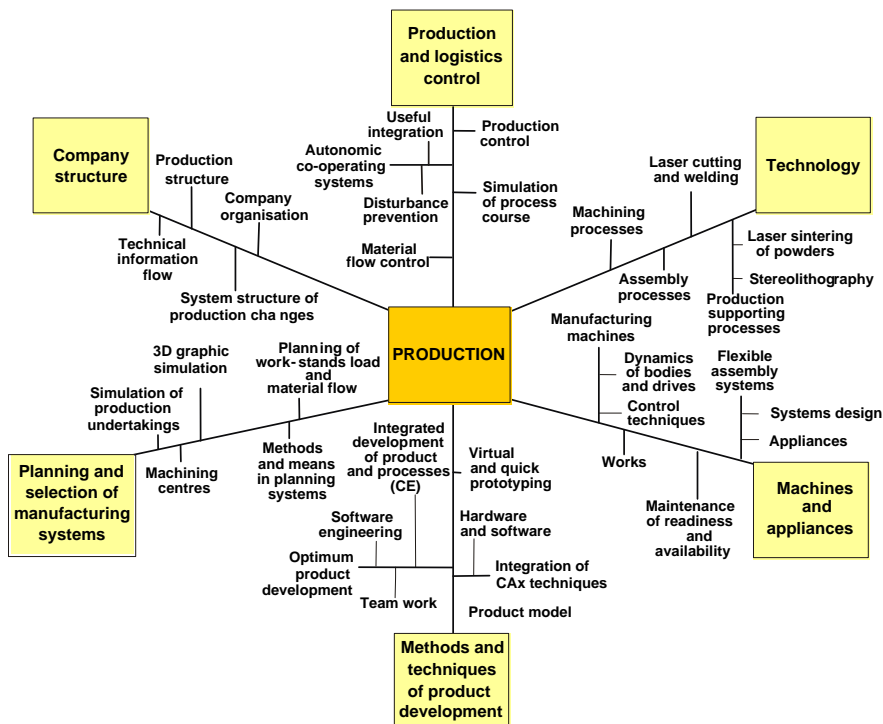 Production
and logistics
control
Useful
integration
Production
control
Autonomic
co-operating
systems
Disturbance
prevention
Simulation
of process
course
Material
flow control
Company
structure
Production
structure
Company
organisation
Technical
information
flow
System structure of
production cha nges
Technology
Laser cutting
and welding
Machining
processes
Laser sintering
of powders
Assembly
processes
Stereolithography
Production
supporting
processes
PRODUCTION
Manufacturing
machines
Dynamics
of bodies
and drives
Control
techniques
Flexible
assembly
systems
Systems design
Appliances
Works
Maintenance
of readiness
and
availability
Machines
and
appliances
3D graphic
simulation
Planning of
work-stands load
and
material flow
Simulation of
production
undertakings
Machining
centres
Methods
and means
in planning
systems
Planning and
selection of
manufacturing
systems
Integrated
development
of product
and processes
(CE)
Virtual
and quick
prototyping
Software
engineering
Hardware
and software
Optimum
product
development
Team work
Integration of
CAx techniques
Product model
Methods and
techniques
of product
development